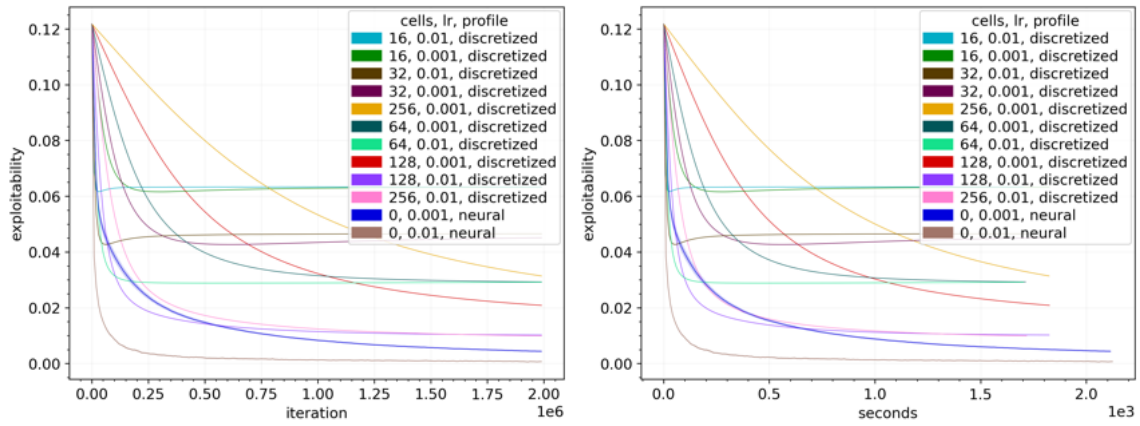 cells, lr, profile
16, 0.01, discretized
16, 0.001, discretized
32, 0.01, discretized
32, 0.001, discretized
256, 0.001, discretized
64, 0.001, discretized
64, 0.01, discretized
128, 0.001, discretized
128, 0.01, discretized
256, 0.01, discretized
0, 0.001, neural
0, 0.01, neural
exploitability
0.12
0.10
0.08
0.06
0.04
0.02
0.00
0.00 0.25 0.50 0.75 1.00 1.25 1.50 1.75 2.00
iteration
1e6
cells, lr, profile
16, 0.01, discretized
16, 0.001, discretized
32, 0.01, discretized
32, 0.001, discretized
256, 0.001, discretized
64, 0.001, discretized
64, 0.01, discretized
128, 0.001, discretized
128, 0.01, discretized
256, 0.01, discretized
0, 0.001, neural
0, 0.01, neural
exploitability
0.12
0.10
0.08
0.06
0.04
0.02
0.00
0.0 0.5 1.0 1.5 2.0
seconds
1e3